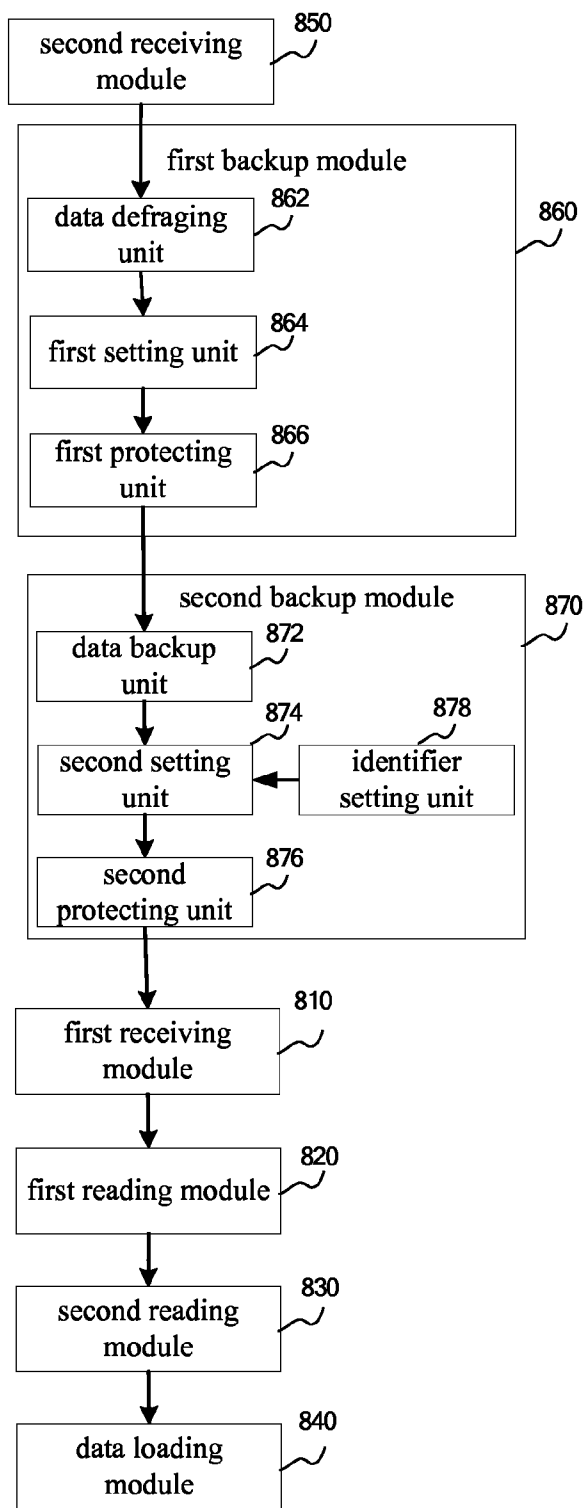 850
second receiving
module
first backup module
862
data defraging
unit
860
864
first setting unit
866
first protecting
unit
second backup module
870
872
data backup
unit
874
878
second setting
unit
identifier
setting unit
876
second
protecting unit
810
first receiving
module
820
first reading module
830
second reading
module
840
data loading
module